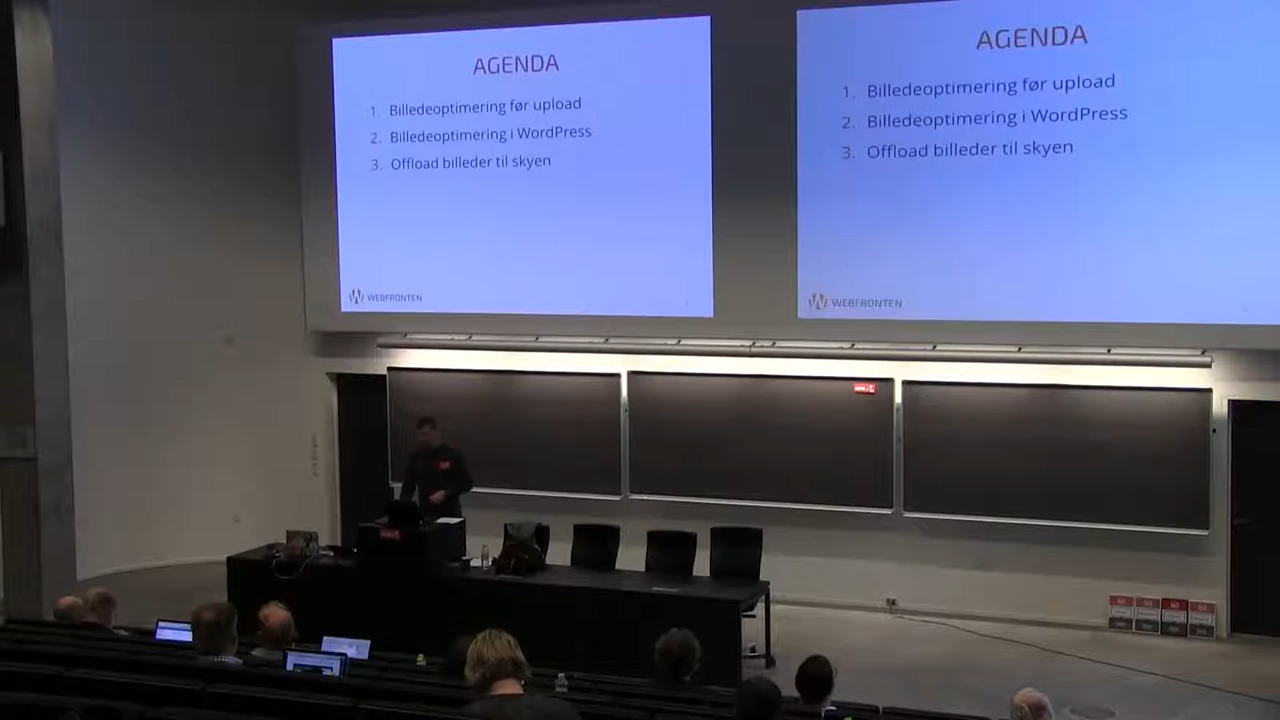 AGENDA
1. Billedeoptimering før upload
2. Billedeoptimering i WordPress
3. Offload billeder til skyen
WEBFRONTEN
AGENDA
1. Billedeoptimering før upload
2. Billedeoptimering i WordPress
3. Offload billeder til skyen
WEBFRONTEN